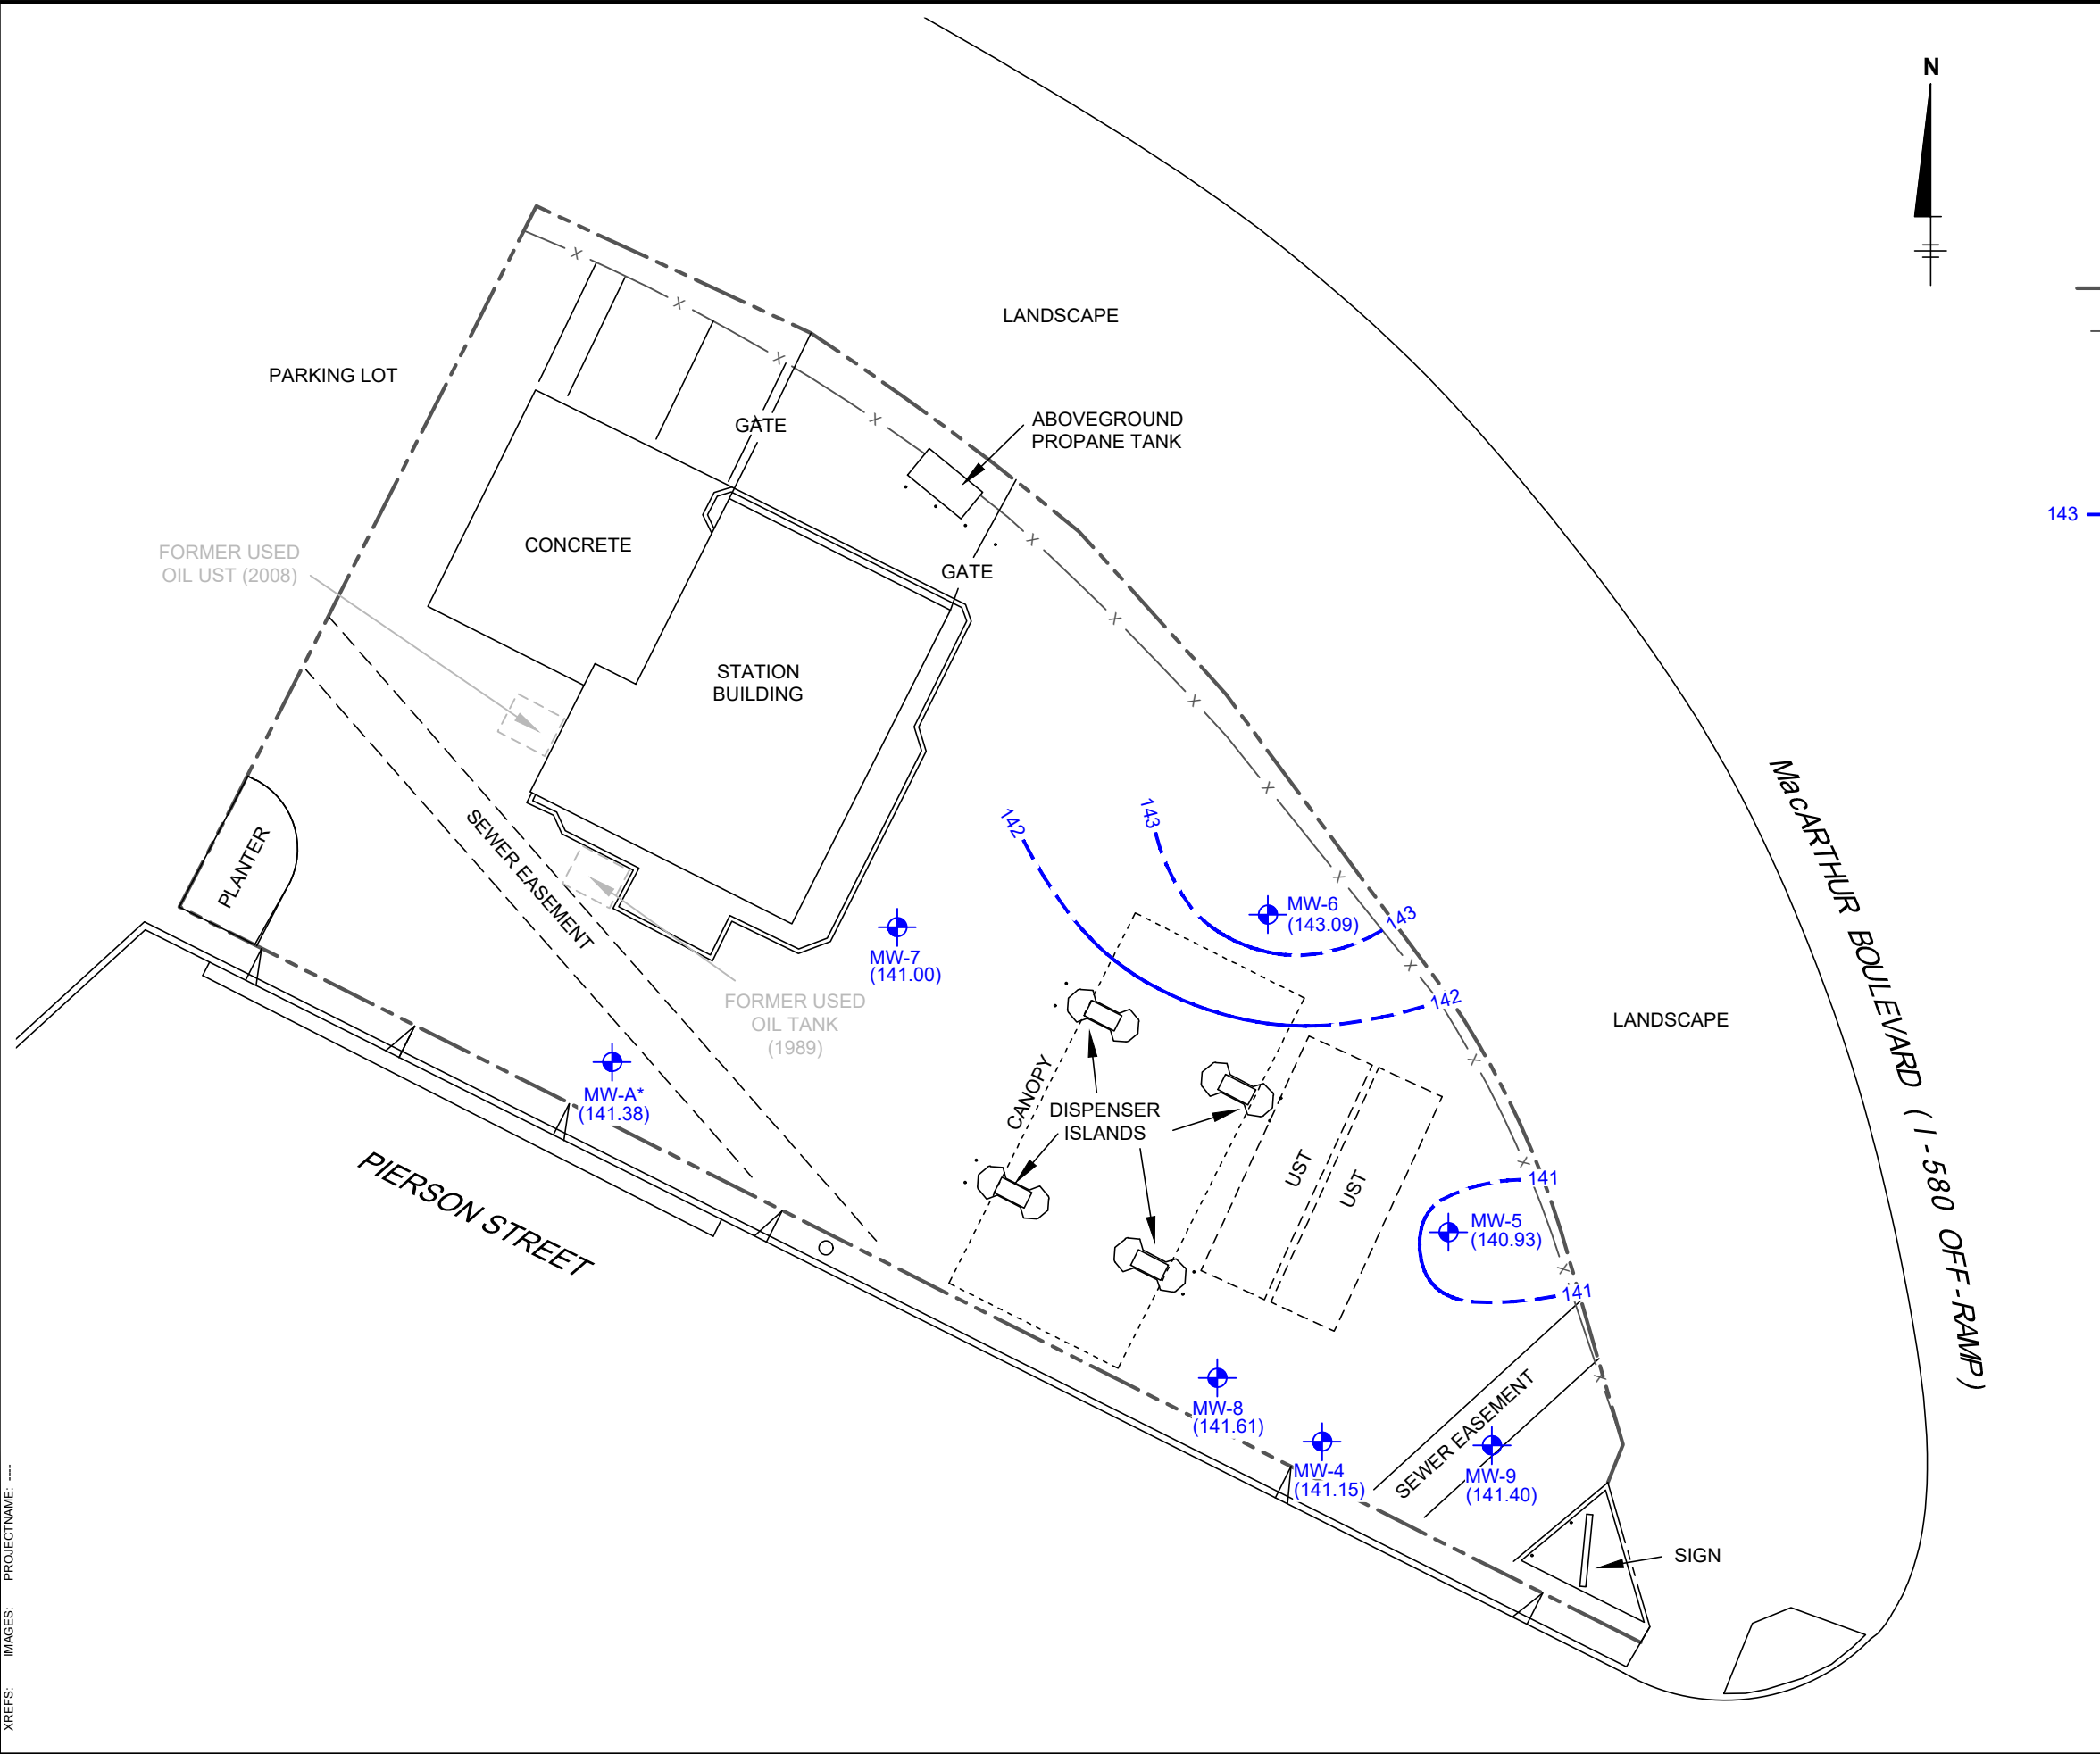 N
LANDSCAPE
PARKING LOT
GATE
ABOVEGROUND
PROPANE TANK
143
CONCRETE
FORMER USED
OIL UST (2008)
GATE
STATION
BUILDING
MacARTHUR BOULEVARD (I-580 OFF-RAMP)
142
143
SEWER EASEMENT
PLANTER
MW-6
(143.09)
143
MW-7
(141.00)
142
FORMER USED
OIL TANK
(1989)
LANDSCAPE
MW-A*
(141.38)
CANOPY
DISPENSER
ISLANDS
UST
UST
141
PIERSON STREET
MW-5
(140.93)
141
MW-8
(141.61)
SEWER EASEMENT
MW-4
(141.15)
MW-9
(141.40)
SIGN
XREFS: IMAGES: PROJECTNAME: ----